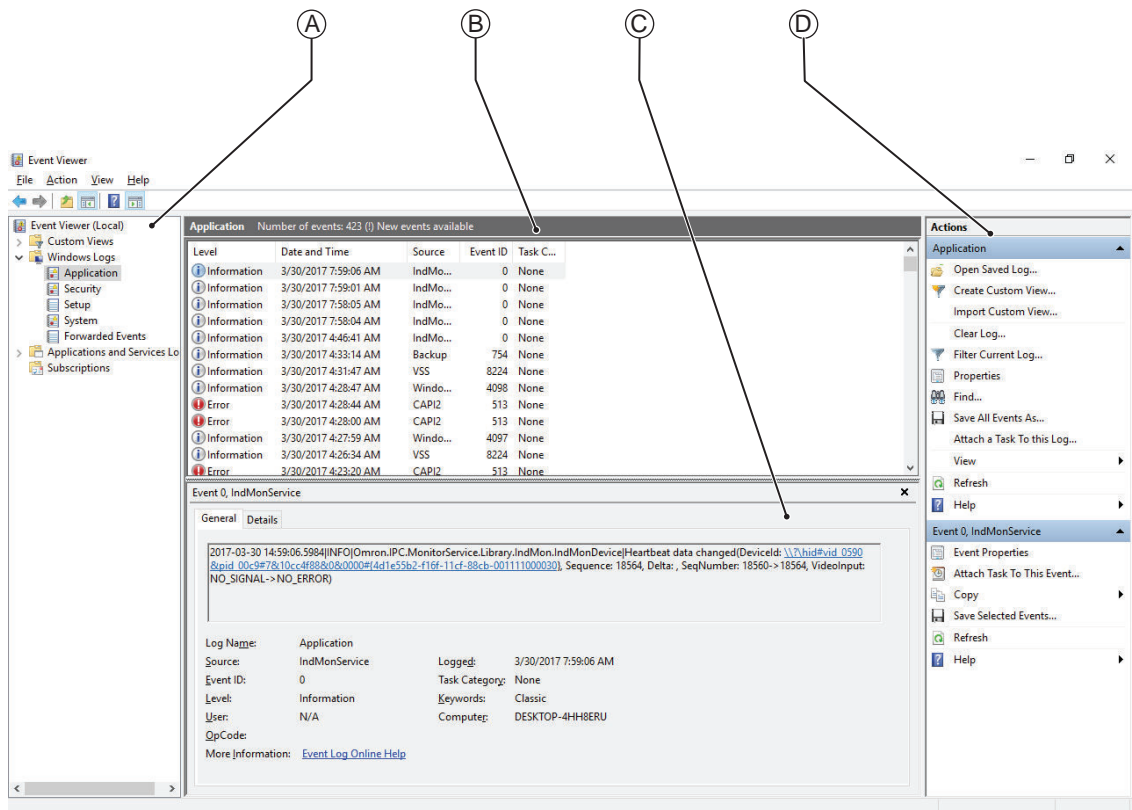 A B C D
Event Viewer
File Action View Help
Event Viewer (Local)
Custom Views
Windows Logs
Application
Security
Setup
System
Forwarded Events
Applications and Services Lo
Subscriptions
Application Number of events: 423 (!) New events available
Level Date and Time Source Event ID Task C...
Information 3/30/2017 7:59:06 AM IndMo... 0 None
Information 3/30/2017 7:59:01 AM IndMo... 0 None
Information 3/30/2017 7:58:05 AM IndMo... 0 None
Information 3/30/2017 7:58:04 AM IndMo... 0 None
Information 3/30/2017 4:46:41 AM IndMo... 0 None
Information 3/30/2017 4:33:14 AM Backup 754 None
Information 3/30/2017 4:31:47 AM VSS 8224 None
Information 3/30/2017 4:28:47 AM Windo... 4098 None
Error 3/30/2017 4:28:44 AM CAPI2 513 None
Error 3/30/2017 4:28:00 AM CAPI2 513 None
Information 3/30/2017 4:27:59 AM Windo... 4097 None
Information 3/30/2017 4:26:34 AM VSS 8224 None
Error 3/30/2017 4:23:20 AM CAPI2 513 None
Event 0, IndMonService
General Details
2017-03-30 14:59:06.5984|INFO|Omron.IPC.MonitorService.Library.IndMon.IndMonDevice|Heartbeat data changed(DeviceId: \\?\hid#vid_0590
&pid_00c9#7&10cc4f88&0&0000#{4d1e55b2-f16f-11cf-88cb-001111000030}, Sequence: 18564, Delta: , SeqNumber: 18560->18564, VideoInput:
NO_SIGNAL->NO_ERROR)
Log Name: Application
Source: IndMonService Logged: 3/30/2017 7:59:06 AM
Event ID: 0 Task Category: None
Level: Information Keywords: Classic
User: N/A Computer: DESKTOP-4HH8ERU
OpCode:
More Information: Event Log Online Help
Actions
Application
Open Saved Log...
Create Custom View...
Import Custom View...
Clear Log...
Filter Current Log...
Properties
Find...
Save All Events As...
Attach a Task To this Log...
View
Refresh
Help
Event 0, IndMonService
Event Properties
Attach Task To This Event...
Copy
Save Selected Events...
Refresh
Help